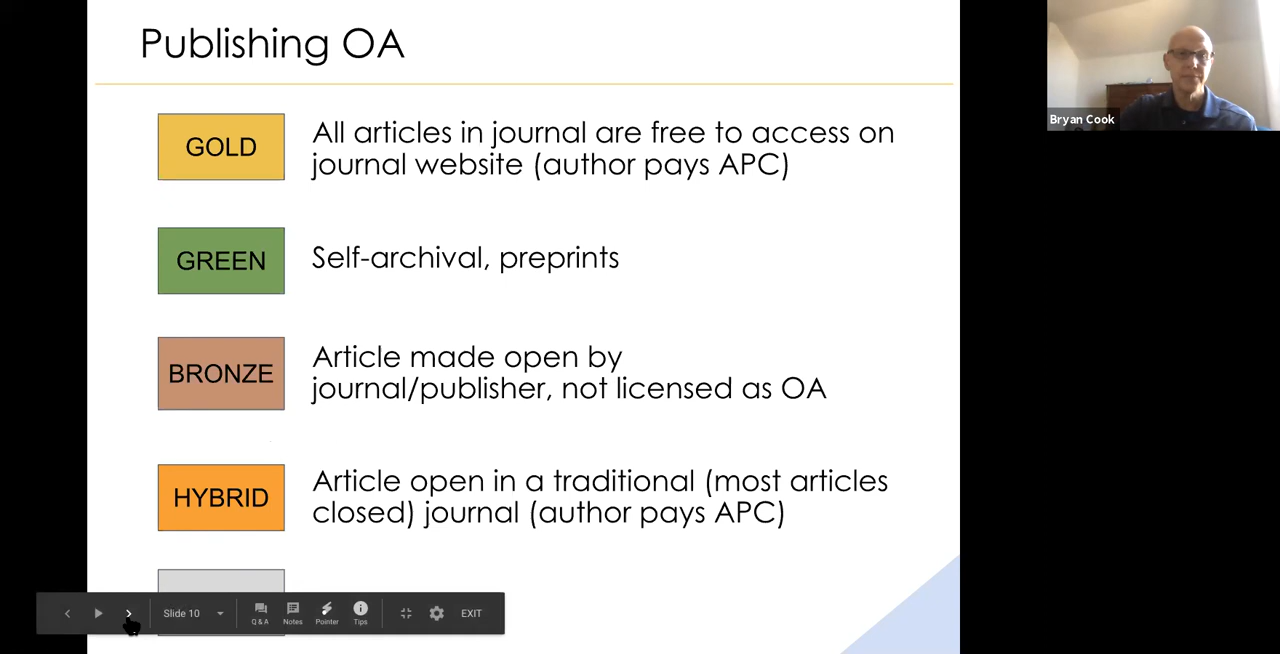 Publishing OA
GOLD
All articles in journal are free to access on
journal website (author pays APC)
GREEN
Self-archival, preprints
BRONZE
Article made open by
journal/publisher, not licensed as OA
HYBRID
Article open in a traditional (most articles
closed) journal (author pays APC)
Slide 10
Q & A
Notes
Pointer
Tips
EXIT
Bryan Cook